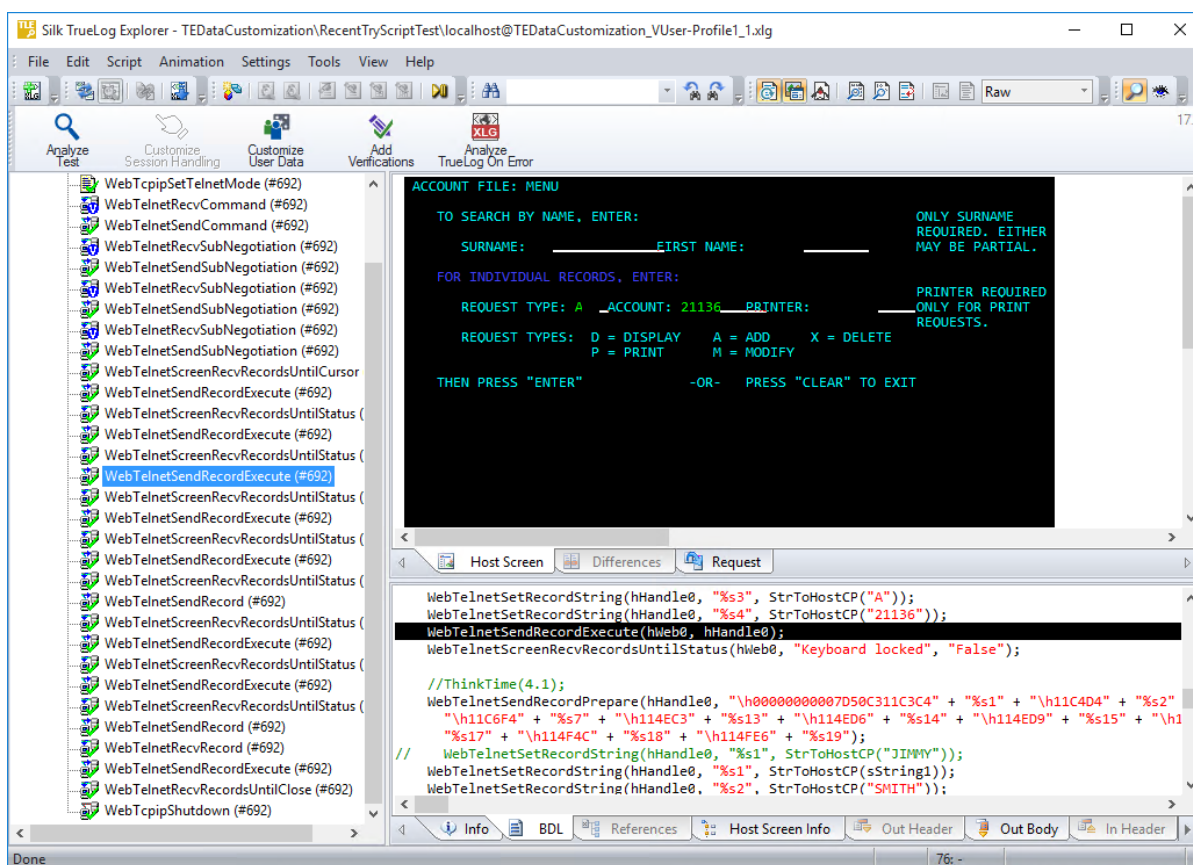 Silk TrueLog Explorer - TEDataCustomization\RecentTryScriptTest\localhost@TEDataCustomization_VUser-Profile1_1.xlg
File Edit Script Animation Settings Tools View Help
Raw
Analyze Test
Customize Session Handling
Customize User Data
Add Verifications
XLG
Analyze TrueLog On Error
17.
WebTcpipSetTelnetMode (#692)
WebTelnetRecvCommand (#692)
WebTelnetSendCommand (#692)
WebTelnetRecvSubNegotiation (#692)
WebTelnetSendSubNegotiation (#692)
WebTelnetRecvSubNegotiation (#692)
WebTelnetSendSubNegotiation (#692)
WebTelnetRecvSubNegotiation (#692)
WebTelnetSendSubNegotiation (#692)
WebTelnetScreenRecvRecordsUntilCursor
WebTelnetSendRecordExecute (#692)
WebTelnetScreenRecvRecordsUntilStatus (
WebTelnetSendRecordExecute (#692)
WebTelnetScreenRecvRecordsUntilStatus (
WebTelnetSendRecordExecute (#692)
WebTelnetScreenRecvRecordsUntilStatus (
WebTelnetSendRecordExecute (#692)
WebTelnetScreenRecvRecordsUntilStatus (
WebTelnetSendRecordExecute (#692)
WebTelnetScreenRecvRecordsUntilStatus (
WebTelnetSendRecord (#692)
WebTelnetScreenRecvRecordsUntilStatus (
WebTelnetSendRecordExecute (#692)
WebTelnetScreenRecvRecordsUntilStatus (
WebTelnetSendRecordExecute (#692)
WebTelnetScreenRecvRecordsUntilStatus (
WebTelnetSendRecord (#692)
WebTelnetRecvRecord (#692)
WebTelnetSendRecordExecute (#692)
WebTelnetRecvRecordsUntilClose (#692)
WebTcpipShutdown (#692)
ACCOUNT FILE: MENU
TO SEARCH BY NAME, ENTER: ONLY SURNAME
REQUIRED. EITHER
SURNAME: FIRST NAME: MAY BE PARTIAL.
FOR INDIVIDUAL RECORDS, ENTER:
PRINTER REQUIRED
REQUEST TYPE: A ACCOUNT: 21136 PRINTER: ONLY FOR PRINT
REQUESTS.
REQUEST TYPES: D = DISPLAY A = ADD X = DELETE
P = PRINT M = MODIFY
THEN PRESS "ENTER" -OR- PRESS "CLEAR" TO EXIT
Host Screen Differences Request
WebTelnetSetRecordString(hHandle0, "%s3", StrToHostCP("A"));
WebTelnetSetRecordString(hHandle0, "%s4", StrToHostCP("21136"));
WebTelnetSendRecordExecute(hWeb0, hHandle0);
WebTelnetScreenRecvRecordsUntilStatus(hWeb0, "Keyboard locked", "False");
//ThinkTime(4.1);
WebTelnetSendRecordPrepare(hHandle0, "\h00000000007D50C311C3C4" + "%s1" + "\h11C4D4" + "%s2"
"\h11C6F4" + "%s7" + "\h114EC3" + "%s13" + "\h114ED6" + "%s14" + "\h114ED9" + "%s15" + "\h1
"%s17" + "\h114F4C" + "%s18" + "\h114FE6" + "%s19");
// WebTelnetSetRecordString(hHandle0, "%s1", StrToHostCP("JIMMY"));
WebTelnetSetRecordString(hHandle0, "%s1", StrToHostCP(sString1));
WebTelnetSetRecordString(hHandle0, "%s2", StrToHostCP("SMITH"));
Info BDL References Host Screen Info Out Header Out Body In Header
Done 76: -